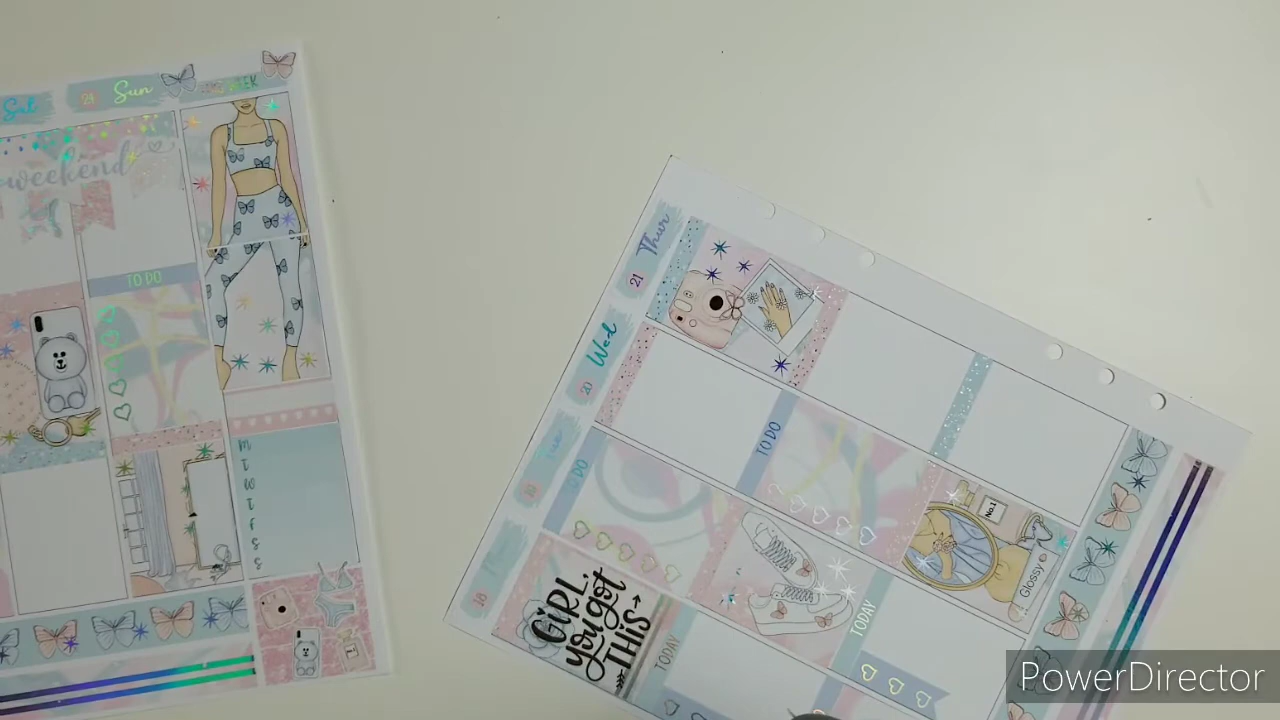 Sat
24 Sun
weekend
TO DO
M
T
W
T
F
S
S
21 Thur
20 Wed
TO DO
TO DO
18
GIRL,
you got
THIS
TODAY
TODAY
No.1
Glossy
PowerDirector